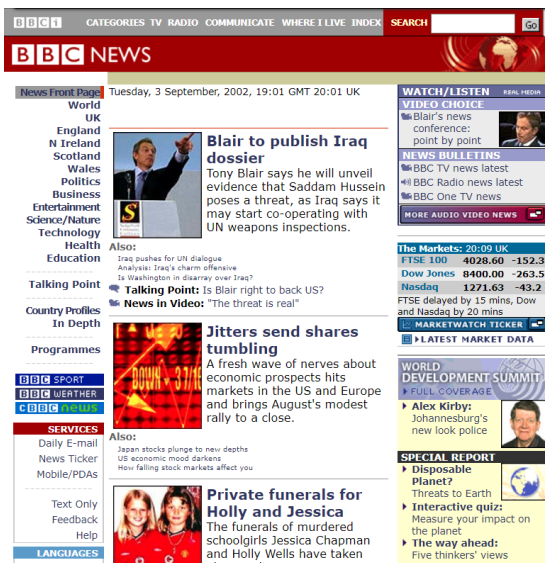 BBCi CATEGORIES TV RADIO COMMUNICATE WHERE I LIVE INDEX SEARCH Go
BBC NEWS
News Front Page
World
UK
England
N Ireland
Scotland
Wales
Politics
Business
Entertainment
Science/Nature
Technology
Health
Education
Talking Point
Country Profiles
In Depth
Programmes
BBC SPORT
BBC WEATHER
CBBC news
SERVICES
Daily E-mail
News Ticker
Mobile/PDAs
Text Only
Feedback
Help
LANGUAGES
Tuesday, 3 September, 2002, 19:01 GMT 20:01 UK
Blair to publish Iraq
dossier
Tony Blair says he will unveil
evidence that Saddam Hussein
poses a threat, as Iraq says it
may start co-operating with
UN weapons inspections.
Also:
Iraq pushes for UN dialogue
Analysis: Iraq's charm offensive
Is Washington in disarray over Iraq?
Talking Point: Is Blair right to back US?
News in Video: "The threat is real"
Jitters send shares
tumbling
A fresh wave of nerves about
economic prospects hits
markets in the US and Europe
and brings August's modest
rally to a close.
DOWN
Also:
Japan stocks plunge to new depths
US economic mood darkens
How falling stock markets affect you
Private funerals for
Holly and Jessica
The funerals of murdered
schoolgirls Jessica Chapman
and Holly Wells have taken
WATCH/LISTEN REAL MEDIA
VIDEO CHOICE
Blair's news
conference:
point by point
NEWS BULLETINS
BBC TV news latest
BBC Radio news latest
BBC One TV news
MORE AUDIO VIDEO NEWS
The Markets: 20:09 UK
FTSE 100 4028.60 -152.3
Dow Jones 8400.00 -263.5
Nasdaq 1271.63 -43.2
FTSE delayed by 15 mins, Dow
and Nasdaq by 20 mins
MARKETWATCH TICKER
LATEST MARKET DATA
WORLD
DEVELOPMENT SUMMIT
FULL COVERAGE
Alex Kirby:
Johannesburg's
new look police
SPECIAL REPORT
Disposable
Planet?
Threats to Earth
Interactive quiz:
Measure your impact on
the planet
The way ahead:
Five thinkers' views